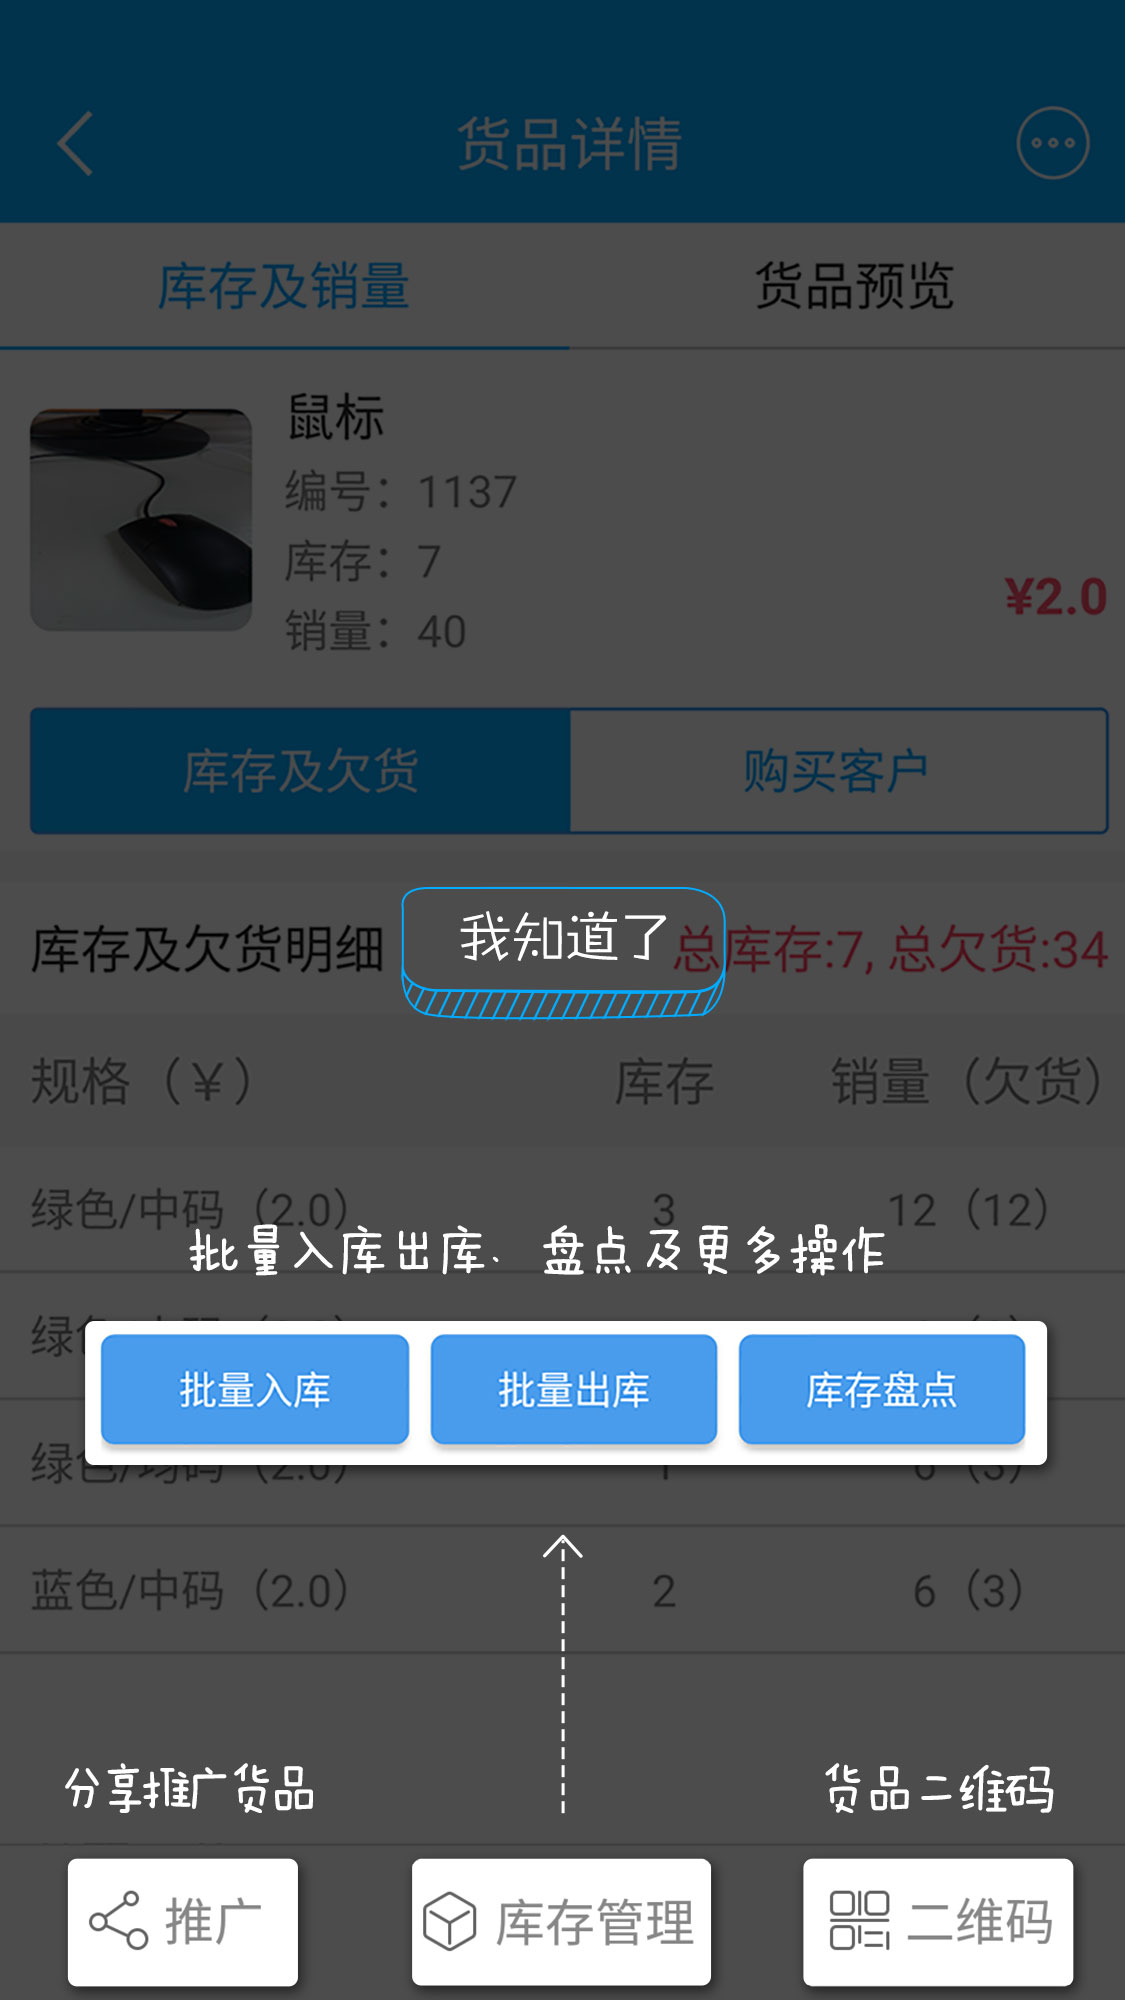 货品详情
库存及销量 货品预览
鼠标
编号：1137
库存：7
¥2.0
销量：40
库存及欠货 购买客户
我知道了
库存及欠货明细 总库存:7, 总欠货:34
规格（¥） 库存 销量（欠货）
绿色/中码（2.0） 3 12（12）
批量入库出库、盘点及更多操作
批量入库 批量出库 库存盘点
绿色/均码（2.0） 1 6（3）
蓝色/中码（2.0） 2 6（3）
分享推广货品 货品二维码
推广 库存管理 二维码